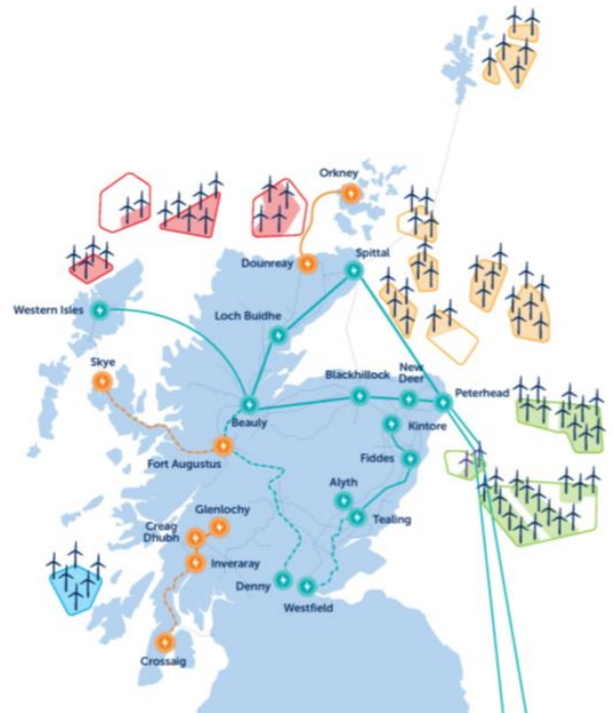 Orkney
Dounreay
Spittal
Western Isles
Loch Buidhe
Skye
Blackhillock
New
Deer
Peterhead
Beauly
Kintore
Fort Augustus
Fiddes
Alyth
Glenlochy
Creag
Dhubh
Tealing
Inveraray
Denny
Westfield
Crossaig